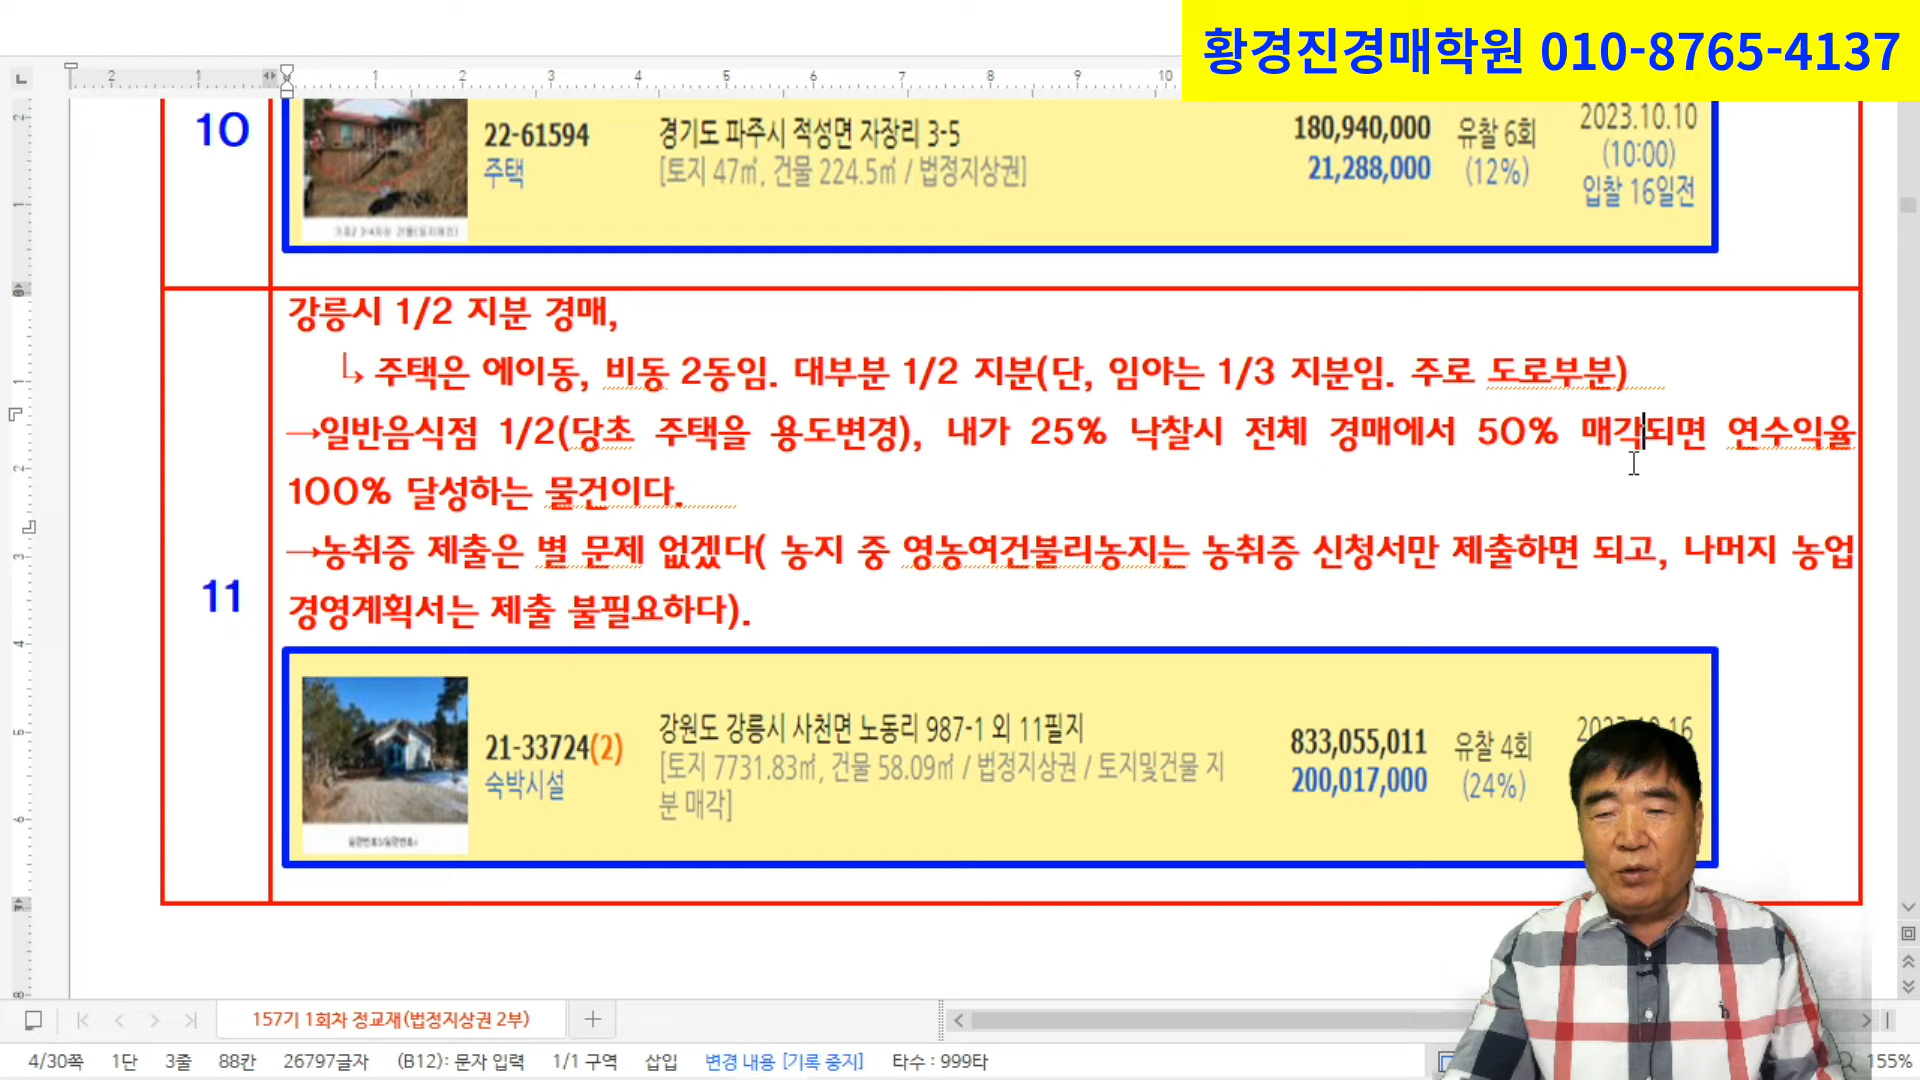 황경진경매학원 010-8765-4137
2 1 1 2 3 4 5 6 7 8 9 10
10
22-61594
주택
경기도 파주시 적성면 자장리 3-5
[토지 47㎡, 건물 224.5㎡ / 법정지상권]
180,940,000
21,288,000
유찰 6회
(12%)
2023.10.10
(10:00)
입찰 16일전
11
강릉시 1/2 지분 경매,
↳ 주택은 에이동, 비동 2동임. 대부분 1/2 지분(단, 임야는 1/3 지분임. 주로 도로부분)
→일반음식점 1/2(당초 주택을 용도변경), 내가 25% 낙찰시 전체 경매에서 50% 매각되면 연수익율
100% 달성하는 물건이다.
→농취증 제출은 별 문제 없겠다( 농지 중 영농여건불리농지는 농취증 신청서만 제출하면 되고, 나머지 농업
경영계획서는 제출 불필요하다).
21-33724(2)
숙박시설
강원도 강릉시 사천면 노동리 987-1 외 11필지
[토지 7731.83㎡, 건물 58.09㎡ / 법정지상권 / 토지및건물 지
분 매각]
833,055,011
200,017,000
유찰 4회
(24%)
157기 1회차 정교재(법정지상권 2부)
4/30쪽 1단 3줄 88칸 26797글자 (B12): 문자 입력 1/1 구역 삽입 변경 내용 [기록 중지] 타수 : 999타 155%